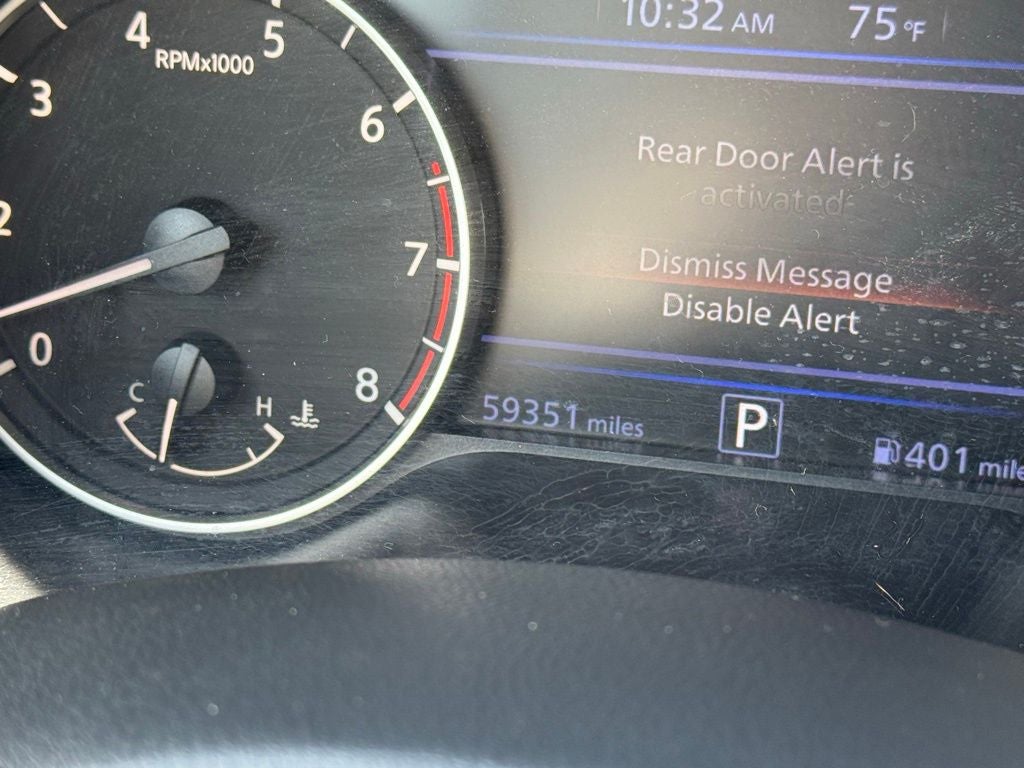 10:32 AM 75 °F
4 5
RPMx1000
3
6
Rear Door Alert is
activated
2
7
Dismiss Message
Disable Alert
0
8
C H
59351 miles P 401 mile